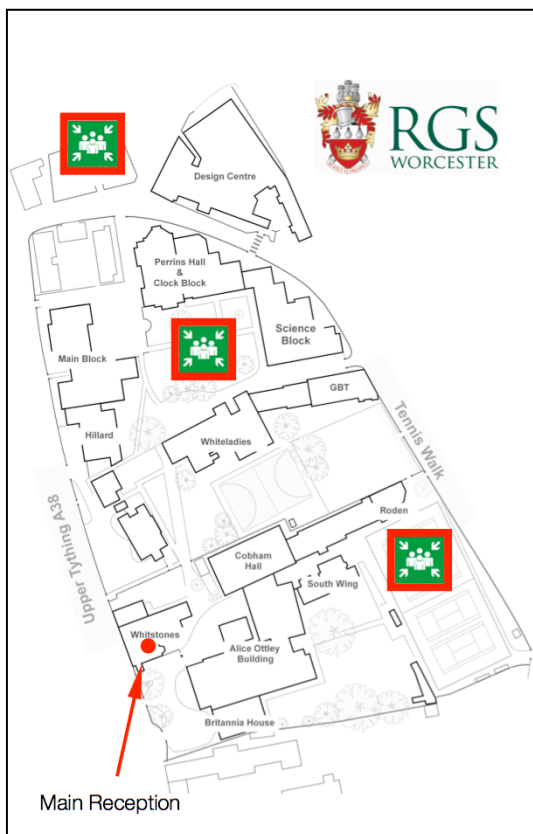 RGS
WORCESTER
Design Centre
Perrins Hall
&
Clock Block
Science
Block
Main Block
GBT
Hillard
Whiteladies
Tennis Walk
Upper Tything A38
Roden
Cobham
Hall
South Wing
Whitstones
Alice Ottley
Building
Britannia House
Main Reception